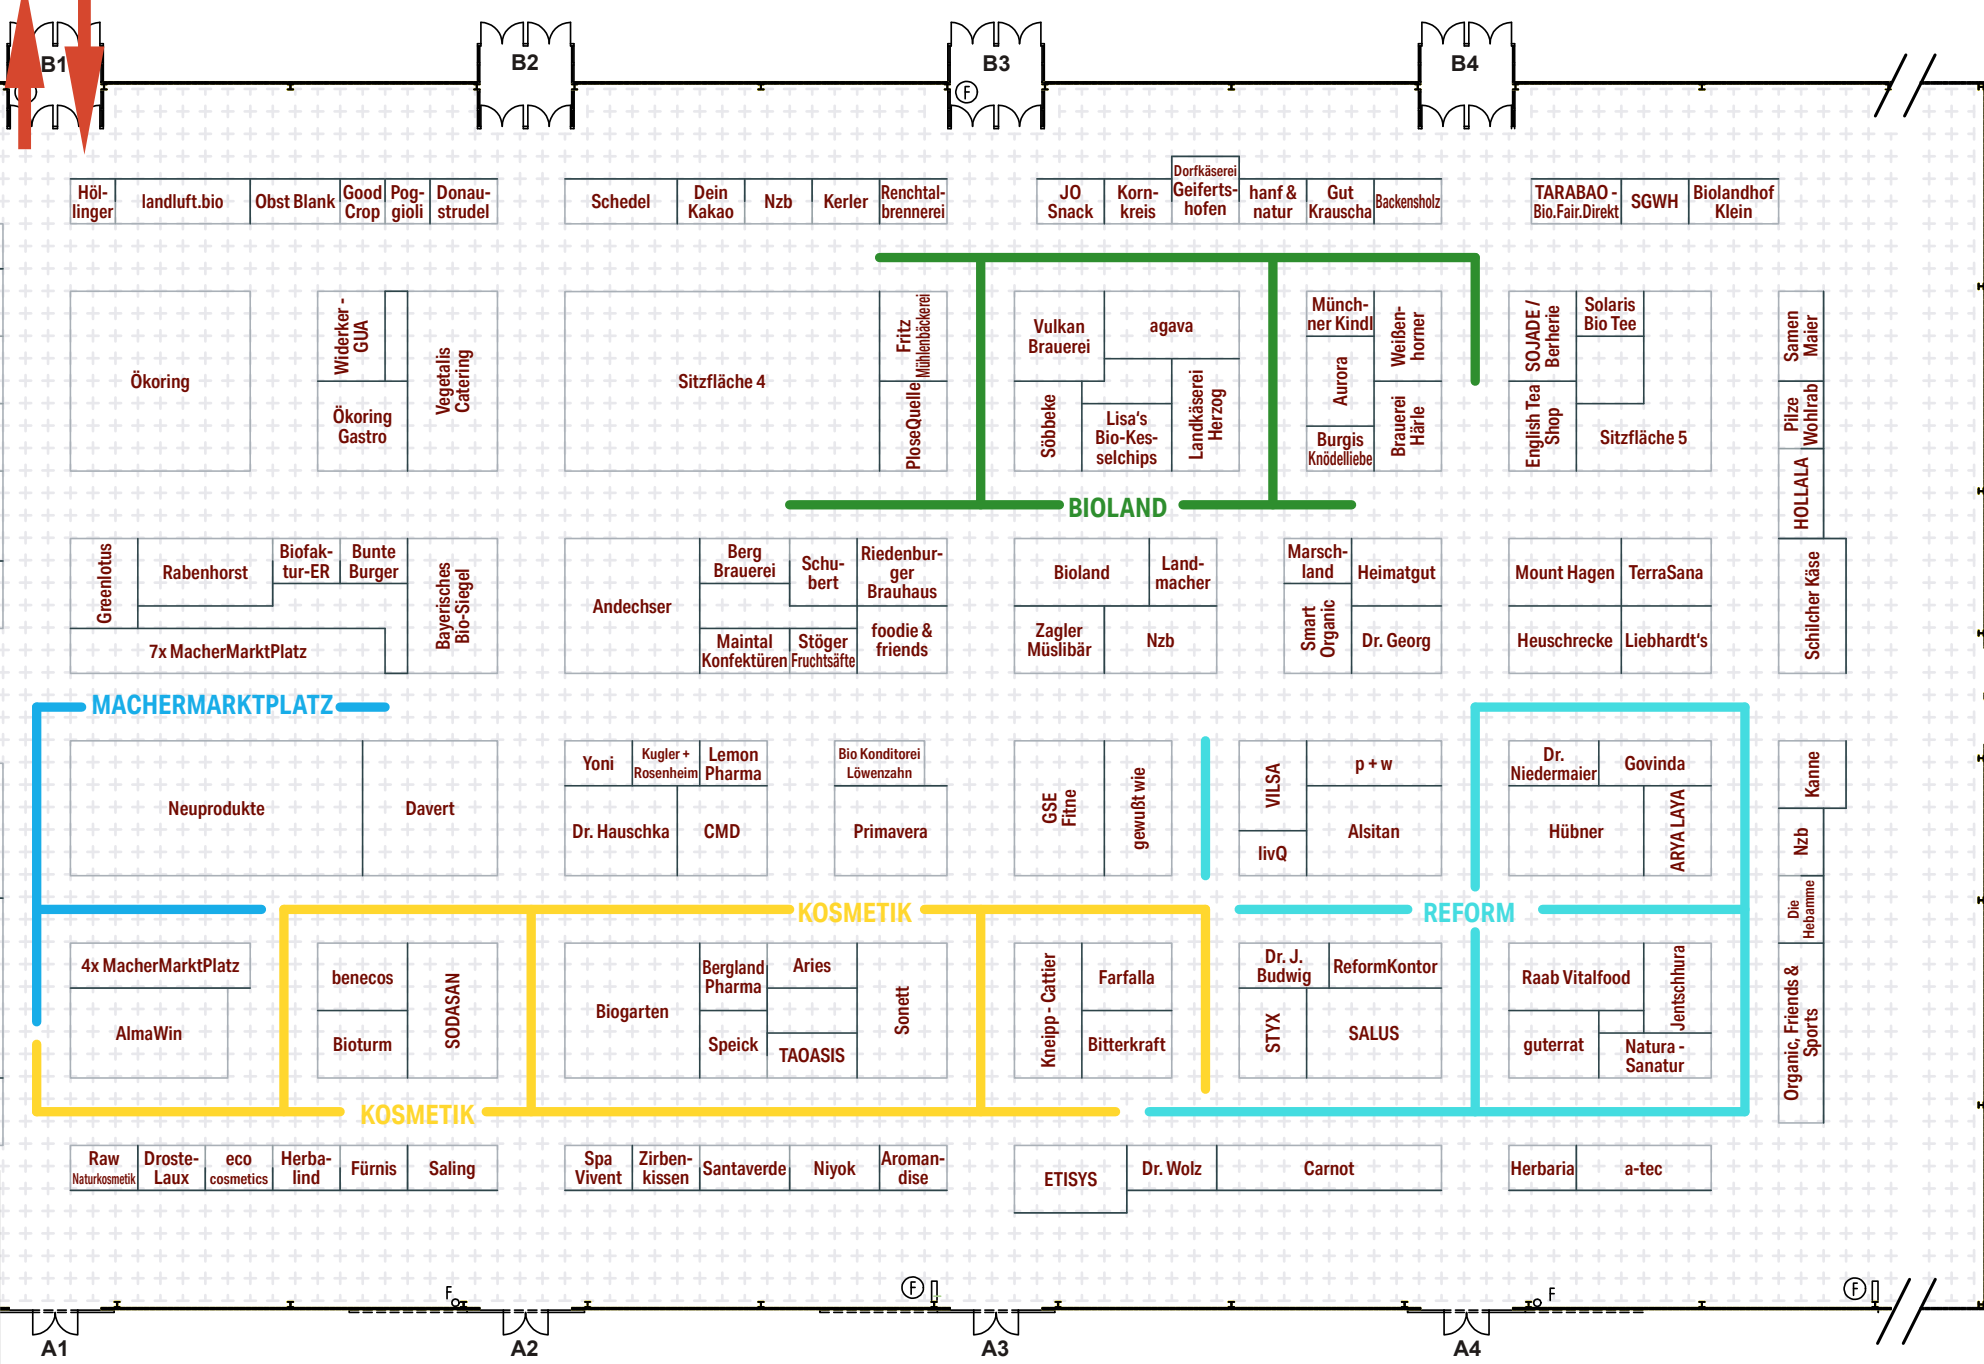 B1
B2
B3
B4
F
Höl-
linger
landluft.bio
Obst Blank
Good
Crop
Pog-
gioli
Donau-
strudel
Schedel
Dein
Kakao
Nzb
Kerler
Renchtal-
brennerei
JO
Snack
Korn-
kreis
Dorfkäserei
Geiferts-
hofen
hanf &
natur
Gut
Krauscha
Backensholz
TARABAO -
Bio.Fair.Direkt
SGWH
Biolandhof
Klein
Ökoring
Widerker -
GUA
Ökoring
Gastro
Vegetalis
Catering
Sitzfläche 4
Fritz
Mühlenbäckerei
PloseQuelle
Vulkan
Brauerei
agava
Söbbeke
Lisa's
Bio-Kes-
selchips
Landkäserei
Herzog
Münch-
ner Kindl
Weißen-
horner
Aurora
Burgis
Knödelliebe
Brauerei
Härle
SOJADE /
Berherie
Solaris
Bio Tee
English Tea
Shop
Sitzfläche 5
Samen
Maier
Pilze
Wohlrab
HOLLALA
BIOLAND
Greenlotus
Rabenhorst
Biofak-
tur-ER
Bunte
Burger
Bayerisches
Bio-Siegel
7x MacherMarktPlatz
Andechser
Berg
Brauerei
Schu-
bert
Riedenbur-
ger
Brauhaus
Maintal
Konfektüren
Stöger
Fruchtsäfte
foodie &
friends
Bioland
Land-
macher
Zagler
Müslibär
Nzb
Marsch-
land
Heimatgut
Smart
Organic
Dr. Georg
Mount Hagen
TerraSana
Heuschrecke
Liebhardt's
Schilcher Käse
MACHERMARKTPLATZ
Neuprodukte
Davert
Yoni
Kugler +
Rosenheim
Lemon
Pharma
Dr. Hauschka
CMD
Bio Konditorei
Löwenzahn
Primavera
GSE
Fitne
gewußt wie
VILSA
p + w
livQ
Alsitan
Dr.
Niedermaier
Govinda
Hübner
ARYA LAYA
Kanne
Nzb
Die
Hebamme
KOSMETIK
REFORM
4x MacherMarktPlatz
AlmaWin
benecos
Bioturm
SODASAN
Biogarten
Bergland
Pharma
Aries
Speick
TAOASIS
Sonett
Kneipp - Cattier
Farfalla
Bitterkraft
Dr. J.
Budwig
ReformKontor
STYX
SALUS
Raab Vitalfood
Jentschhura
guterrat
Natura -
Sanatur
Organic, Friends &
Sports
KOSMETIK
Raw
Naturkosmetik
Droste-
Laux
eco
cosmetics
Herba-
lind
Fürnis
Saling
Spa
Vivent
Zirben-
kissen
Santaverde
Niyok
Aroman-
dise
ETISYS
Dr. Wolz
Carnot
Herbaria
a-tec
F
F
F
F
A1
A2
A3
A4